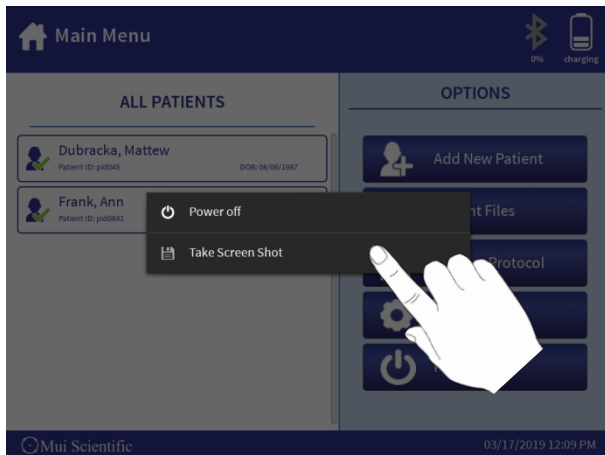 Main Menu
0%
charging
ALL PATIENTS
Dubracka, Mattew
Patient ID: pid045
DOB: 08/06/1987
Frank, Ann
Patient ID: pid0841
Power off
Take Screen Shot
OPTIONS
Add New Patient
Files
Protocol
Mui Scientific
03/17/2019 12:09 PM